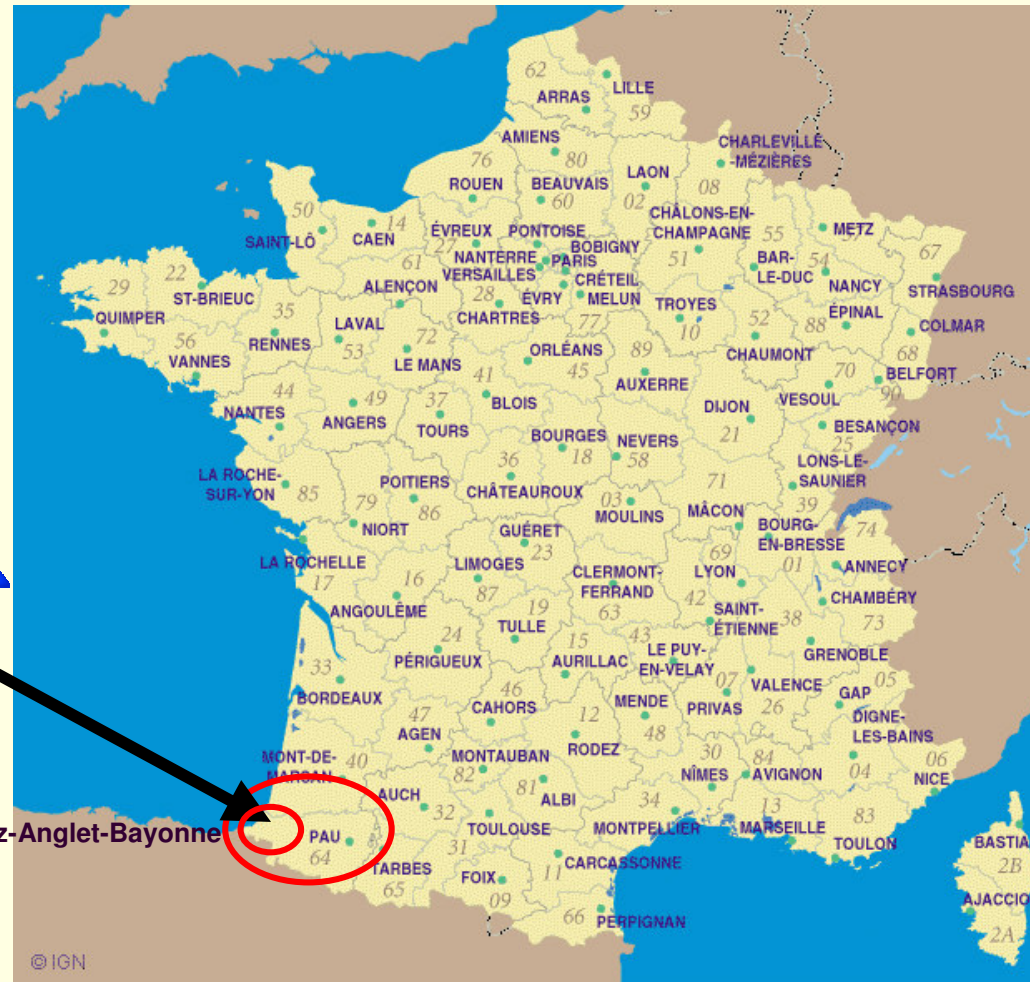 62
LILLE
ARRAS
59
AMIENS
CHARLEVILLE
-MÉZIÈRES
76
80
LAON
ROUEN
BEAUVAIS
08
50
60
02
14
CHÂLONS-EN-
CHAMPAGNE
SAINT-LÔ
CAEN
ÉVREUX
PONTOISE
55
METZ
57
67
27
NANTERRE
BOBIGNY
PARIS
51
BAR-
LE-DUC
54
61
VERSAILLES
CRÉTEIL
NANCY
STRASBOURG
29
22
ST-BRIEUC
ALENÇON
28
ÉVRY
MELUN
TROYES
ÉPINAL
QUIMPER
35
LAVAL
CHARTRES
77
10
52
88
COLMAR
56
RENNES
53
72
LE MANS
ORLÉANS
89
CHAUMONT
68
VANNES
45
AUXERRE
70
BELFORT
44
41
BLOIS
DIJON
VESOUL
90
NANTES
49
37
21
BESANÇON
ANGERS
TOURS
BOURGES
NEVERS
25
18
58
LONS-LE-
SAUNIER
LA ROCHE-
SUR-YON
85
79
POITIERS
36
CHÂTEAUROUX
71
39
03
86
MOULINS
MÂCON
74
NIORT
GUÉRET
BOURG-
EN-BRESSE
23
69
LA ROCHELLE
LIMOGES
CLERMONT-
FERRAND
LYON
01
ANNECY
17
16
87
42
CHAMBÉRY
ANGOULÊME
19
63
SAINT-
ÉTIENNE
38
73
24
TULLE
15
43
LE PUY-
EN-VELAY
GRENOBLE
PÉRIGUEUX
AURILLAC
33
07
VALENCE
05
BORDEAUX
46
MENDE
GAP
CAHORS
12
PRIVAS
26
DIGNE-
LES-BAINS
47
AGEN
48
MONT-DE-
MARSAN
MONTAUBAN
RODEZ
30
84
06
40
82
NÎMES
AVIGNON
04
NICE
AUCH
81
ALBI
34
13
83
32
z-Anglet-Bayonne
PAU
TOULOUSE
MONTPELLIER
MARSEILLE
TOULON
BASTIA
64
31
TARBES
CARCASSONNE
2B
65
FOIX
11
AJACCIO
09
66
PERPIGNAN
2A
© IGN